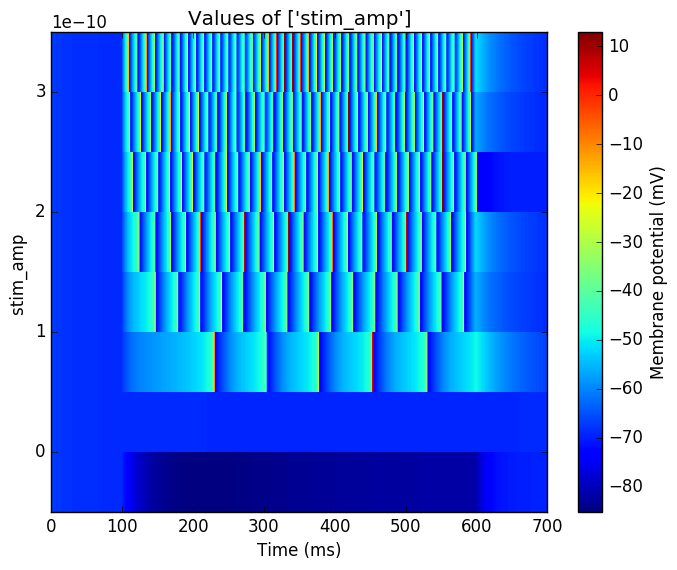 Values of ['stim_amp']
1e−10
3
2
1
0
stim_amp
0 100 200 300 400 500 600 700
Time (ms)
10
0
−10
−20
−30
−40
−50
−60
−70
−80
Membrane potential (mV)